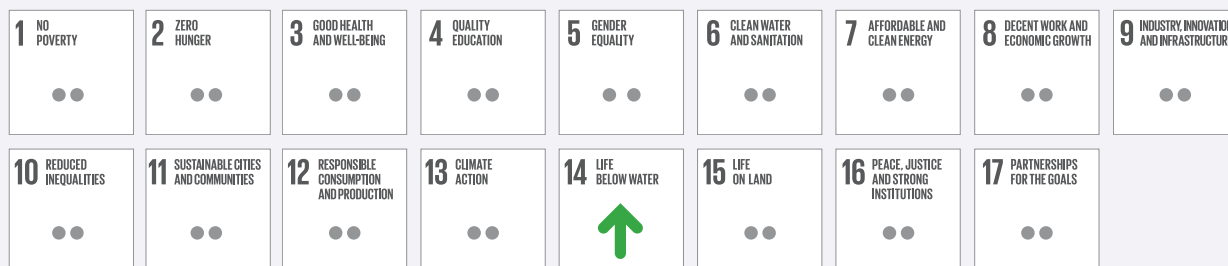 1 NO
POVERTY
2 ZERO
HUNGER
3 GOOD HEALTH
AND WELL-BEING
4 QUALITY
EDUCATION
5 GENDER
EQUALITY
6 CLEAN WATER
AND SANITATION
7 AFFORDABLE AND
CLEAN ENERGY
8 DECENT WORK AND
ECONOMIC GROWTH
9 INDUSTRY, INNOVATIO
AND INFRASTRUCTUR
10 REDUCED
INEQUALITIES
11 SUSTAINABLE CITIES
AND COMMUNITIES
12 RESPONSIBLE
CONSUMPTION
AND PRODUCTION
13 CLIMATE
ACTION
14 LIFE
BELOW WATER
15 LIFE
ON LAND
16 PEACE, JUSTICE
AND STRONG
INSTITUTIONS
17 PARTNERSHIPS
FOR THE GOALS